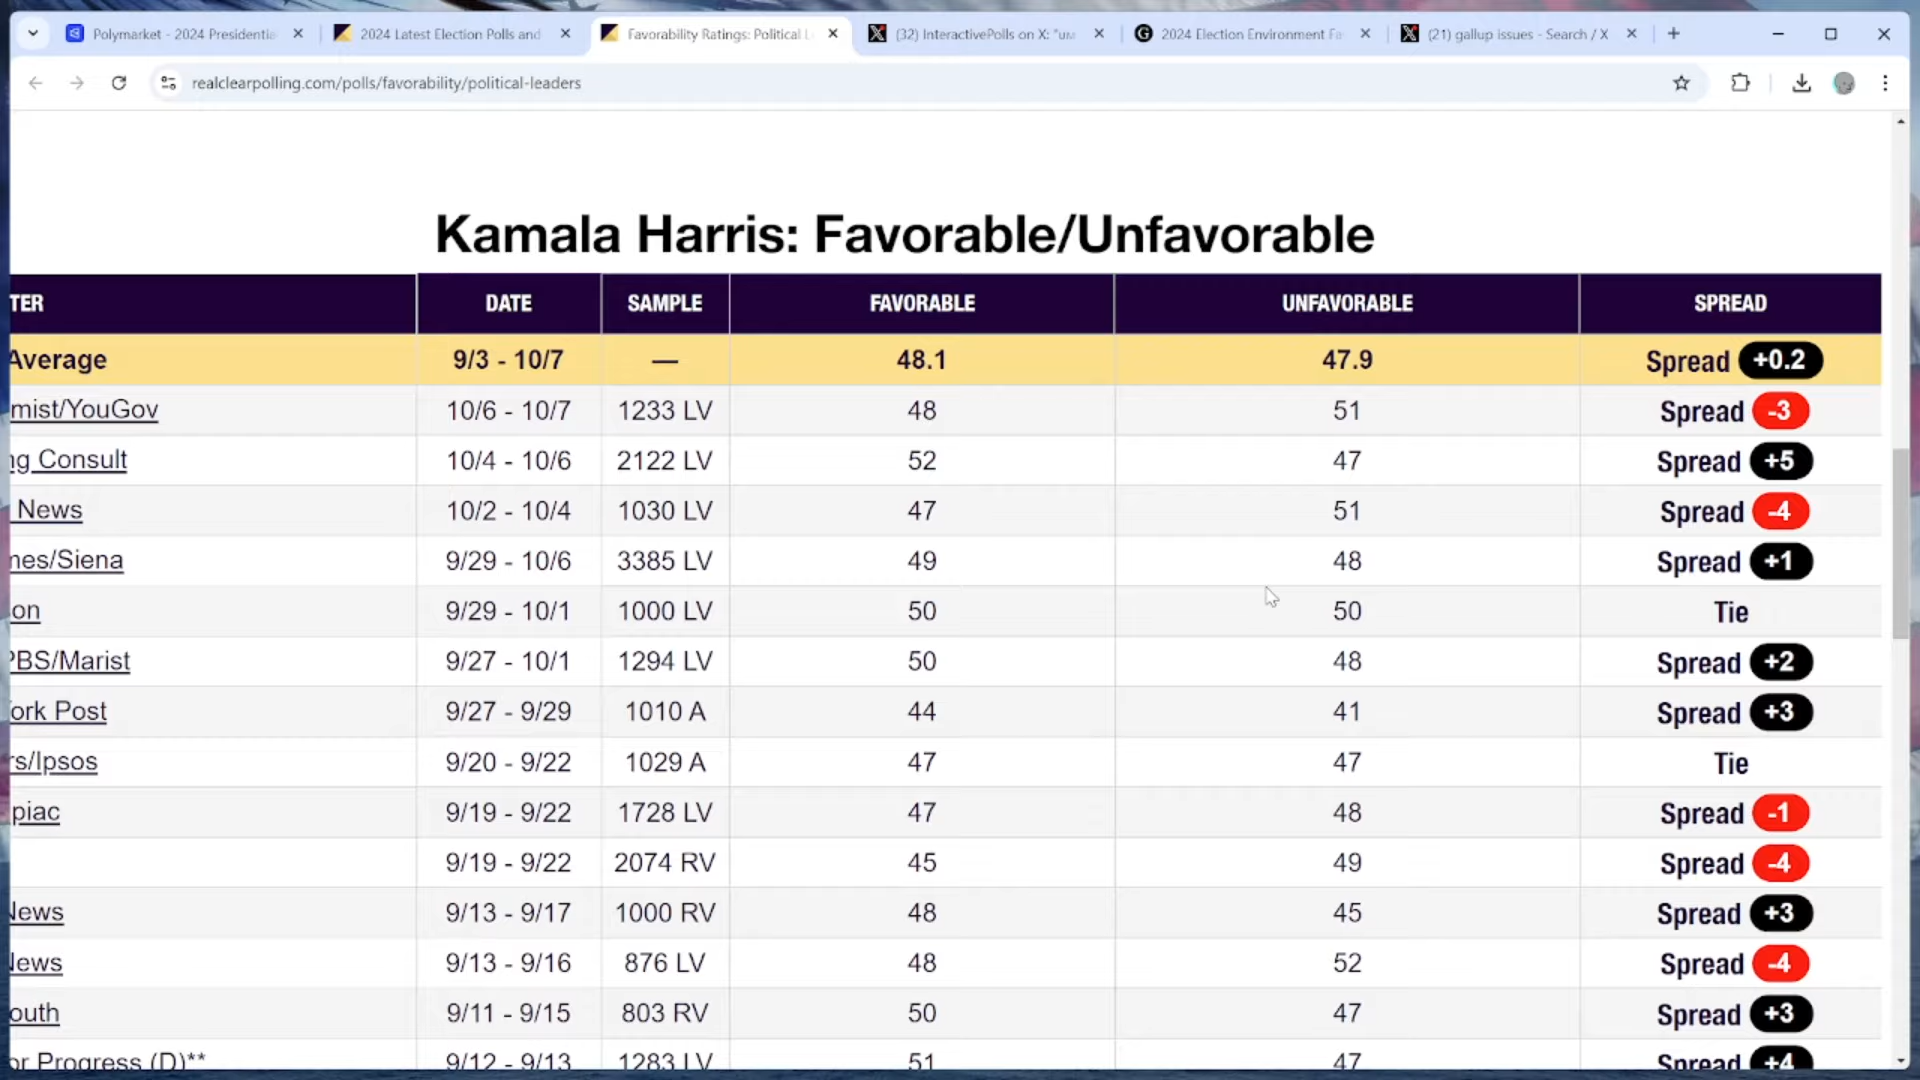 Polymarket - 2024 Presidentia
2024 Latest Election Polls and
Favorability Ratings: Political L
(32) InteractivePolls on X: "um
2024 Election Environment Fa
(21) gallup issues - Search / X
realclearpolling.com/polls/favorability/political-leaders
Kamala Harris: Favorable/Unfavorable
TER DATE SAMPLE FAVORABLE UNFAVORABLE SPREAD
Average 9/3 - 10/7 — 48.1 47.9 Spread +0.2
mist/YouGov 10/6 - 10/7 1233 LV 48 51 Spread -3
ng Consult 10/4 - 10/6 2122 LV 52 47 Spread +5
News 10/2 - 10/4 1030 LV 47 51 Spread -4
mes/Siena 9/29 - 10/6 3385 LV 49 48 Spread +1
on 9/29 - 10/1 1000 LV 50 50 Tie
PBS/Marist 9/27 - 10/1 1294 LV 50 48 Spread +2
ork Post 9/27 - 9/29 1010 A 44 41 Spread +3
rs/Ipsos 9/20 - 9/22 1029 A 47 47 Tie
piac 9/19 - 9/22 1728 LV 47 48 Spread -1
9/19 - 9/22 2074 RV 45 49 Spread -4
News 9/13 - 9/17 1000 RV 48 45 Spread +3
News 9/13 - 9/16 876 LV 48 52 Spread -4
outh 9/11 - 9/15 803 RV 50 47 Spread +3
or Progress (D)** 9/12 - 9/13 1283 LV 51 47 Spread +4